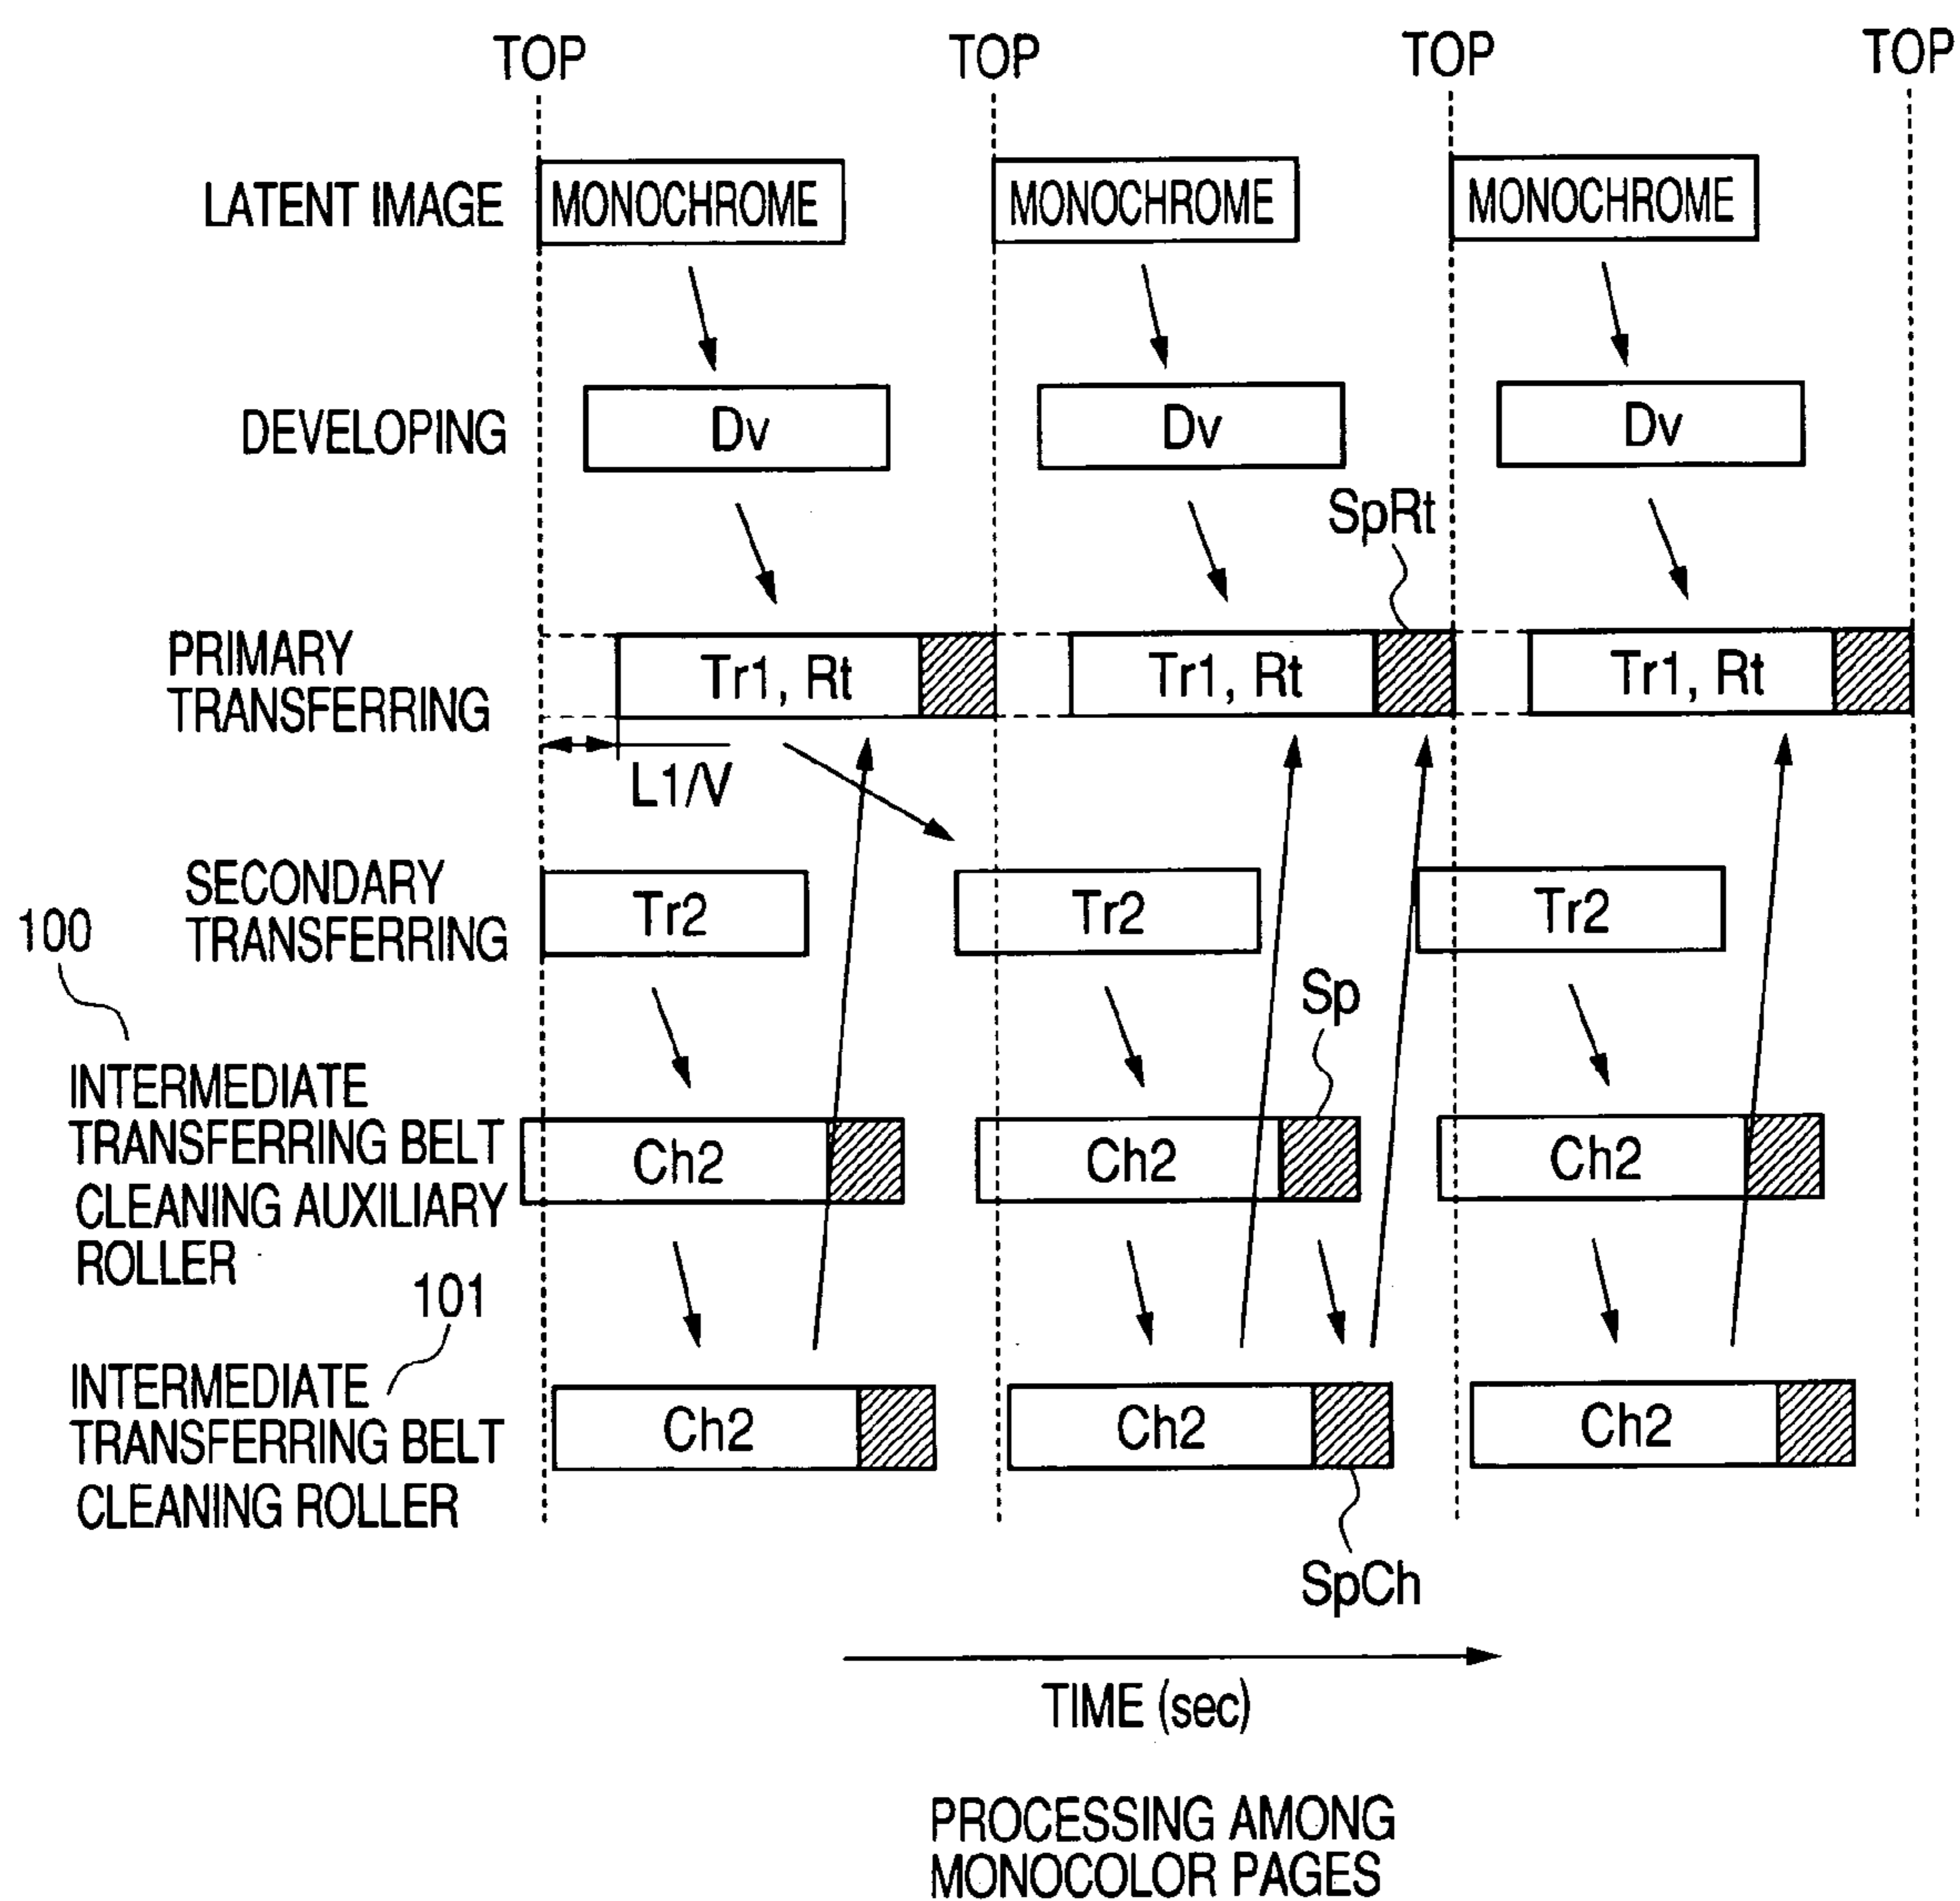 TOP TOP TOP TOP
LATENT IMAGE MONOCHROME MONOCHROME MONOCHROME
DEVELOPING Dv Dv Dv
SpRt
PRIMARY
TRANSFERRING
Tr1, Rt Tr1, Rt Tr1, Rt
L1/V
SECONDARY
TRANSFERRING
Tr2 Tr2 Tr2
100
Sp
INTERMEDIATE
TRANSFERRING BELT
CLEANING AUXILIARY
ROLLER
Ch2 Ch2 Ch2
101
INTERMEDIATE
TRANSFERRING BELT
CLEANING ROLLER
Ch2 Ch2 Ch2
SpCh
TIME (sec)
PROCESSING AMONG
MONOCOLOR PAGES